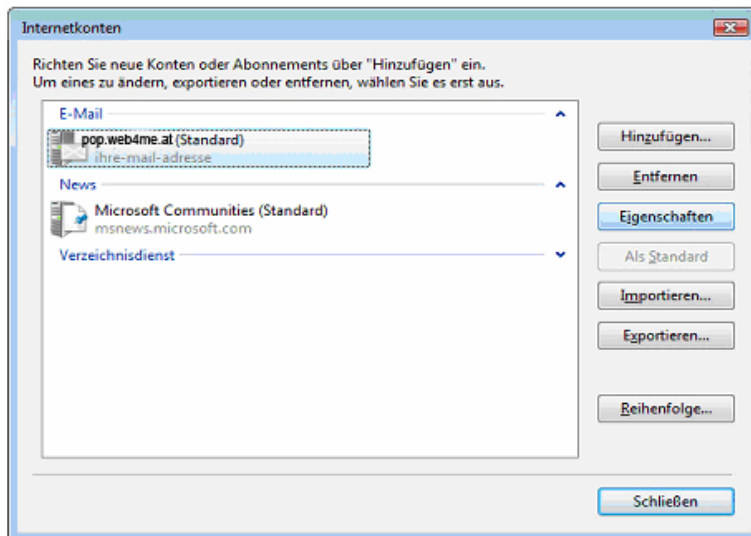 Internetkonten
Richten Sie neue Konten oder Abonnements über "Hinzufügen" ein.
Um eines zu ändern, exportieren oder entfernen, wählen Sie es erst aus.
E-Mail
pop.web4me.at (Standard)
ihre-mail-adresse
News
Microsoft Communities (Standard)
msnews.microsoft.com
Verzeichnisdienst
Hinzufügen...
Entfernen
Eigenschaften
Als Standard
Importieren...
Exportieren...
Reihenfolge...
Schließen